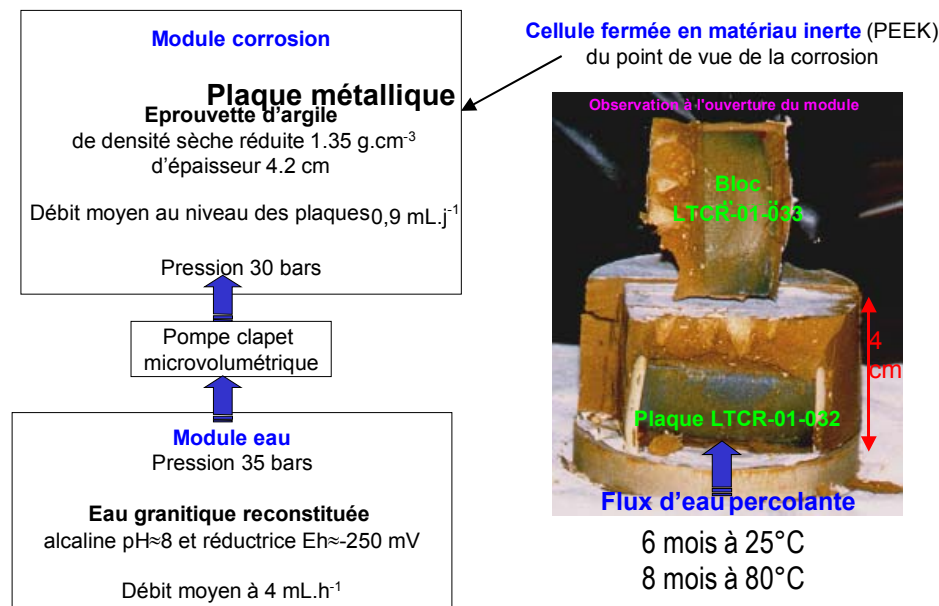 Module corrosion
Plaque métallique
Eprouvette d'argile
de densité sèche réduite 1.35 g.cm⁻³
d'épaisseur 4.2 cm
Débit moyen au niveau des plaques 0,9 mL.j⁻¹
Pression 30 bars
Pompe clapet
microvolumétrique
Module eau
Pression 35 bars
Eau granitique reconstituée
alcaline pH≈8 et réductrice Eh≈-250 mV
Débit moyen à 4 mL.h⁻¹
Cellule fermée en matériau inerte (PEEK)
du point de vue de la corrosion
Observation à l'ouverture du module
Bloc
LTCR-01-033
4
cm
Plaque LTCR-01-032
Flux d'eau percolante
6 mois à 25°C
8 mois à 80°C